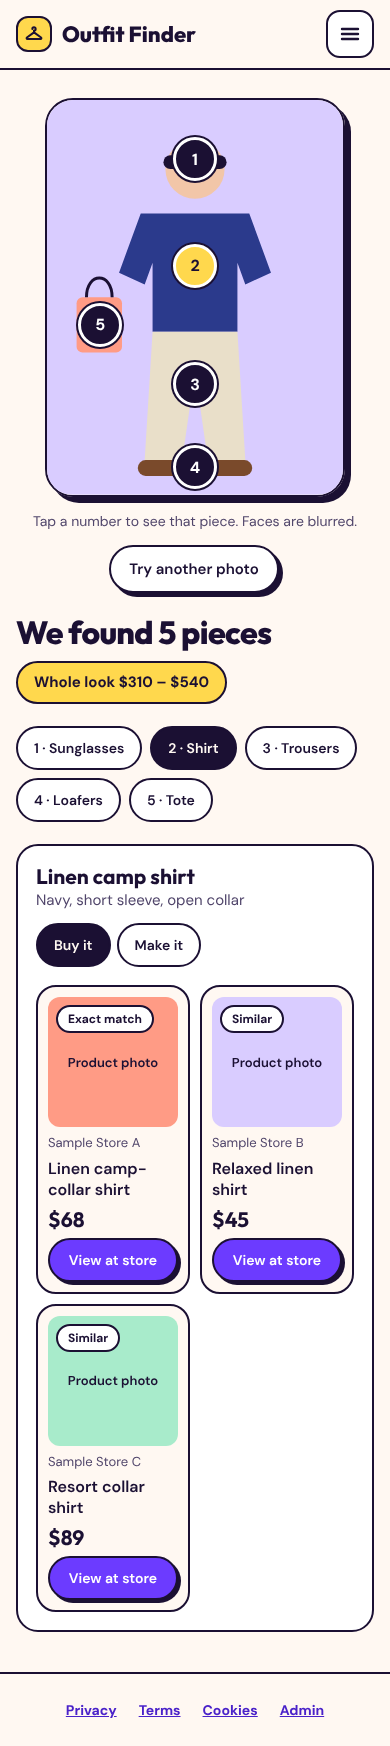 Outfit Finder
1
2
5
3
4
Tap a number to see that piece. Faces are blurred.
Try another photo
We found 5 pieces
Whole look $310 – $540
1 · Sunglasses
2 · Shirt
3 · Trousers
4 · Loafers
5 · Tote
Linen camp shirt
Navy, short sleeve, open collar
Buy it
Make it
Exact match
Product photo
Sample Store A
Linen camp-
collar shirt
$68
View at store
Similar
Product photo
Sample Store B
Relaxed linen
shirt
$45
View at store
Similar
Product photo
Sample Store C
Resort collar
shirt
$89
View at store
Privacy Terms Cookies Admin